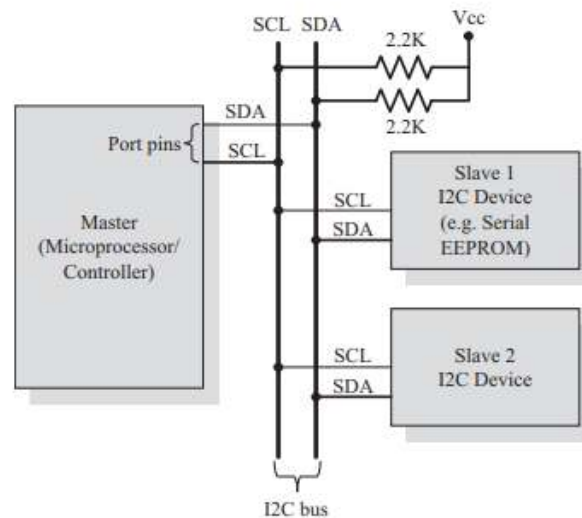 SCL SDA
Vcc
2.2K
2.2K
SDA
SCL
Port pins
Master
(Microprocessor/
Controller)
SCL
SDA
Slave 1
I2C Device
(e.g. Serial
EEPROM)
SCL
SDA
Slave 2
I2C Device
I2C bus